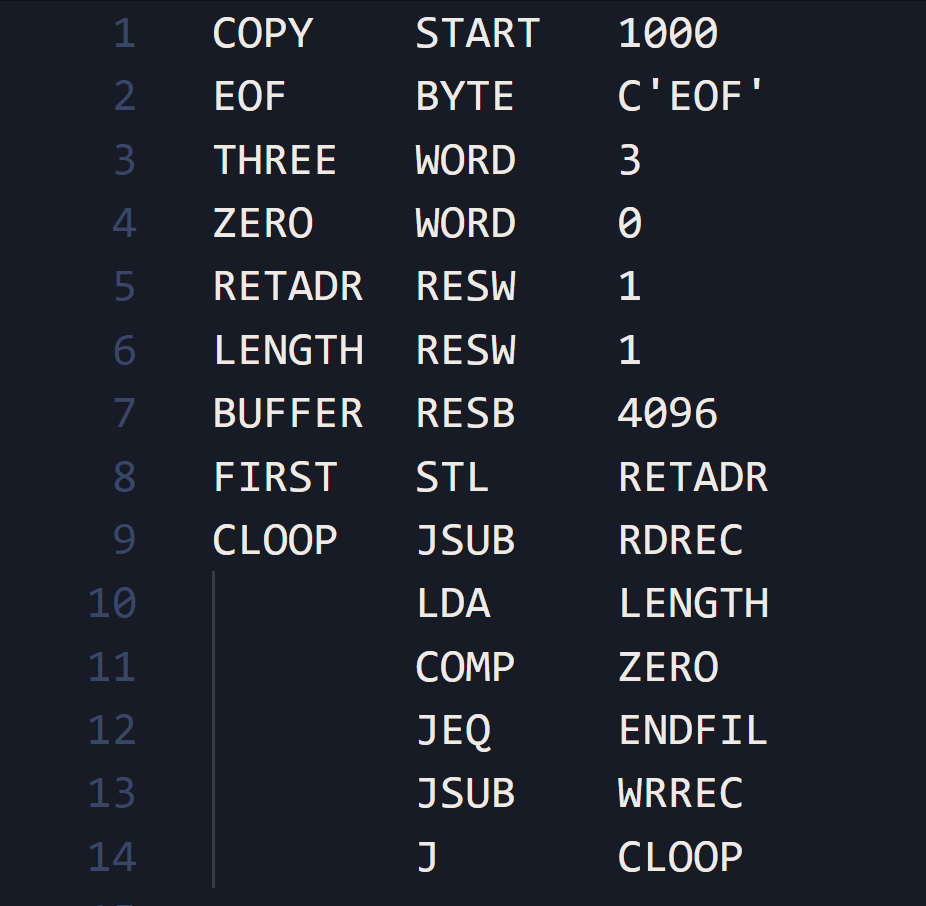 1 COPY START 1000
2 EOF BYTE C'EOF'
3 THREE WORD 3
4 ZERO WORD 0
5 RETADR RESW 1
6 LENGTH RESW 1
7 BUFFER RESB 4096
8 FIRST STL RETADR
9 CLOOP JSUB RDREC
10 LDA LENGTH
11 COMP ZERO
12 JEQ ENDFIL
13 JSUB WRREC
14 J CLOOP